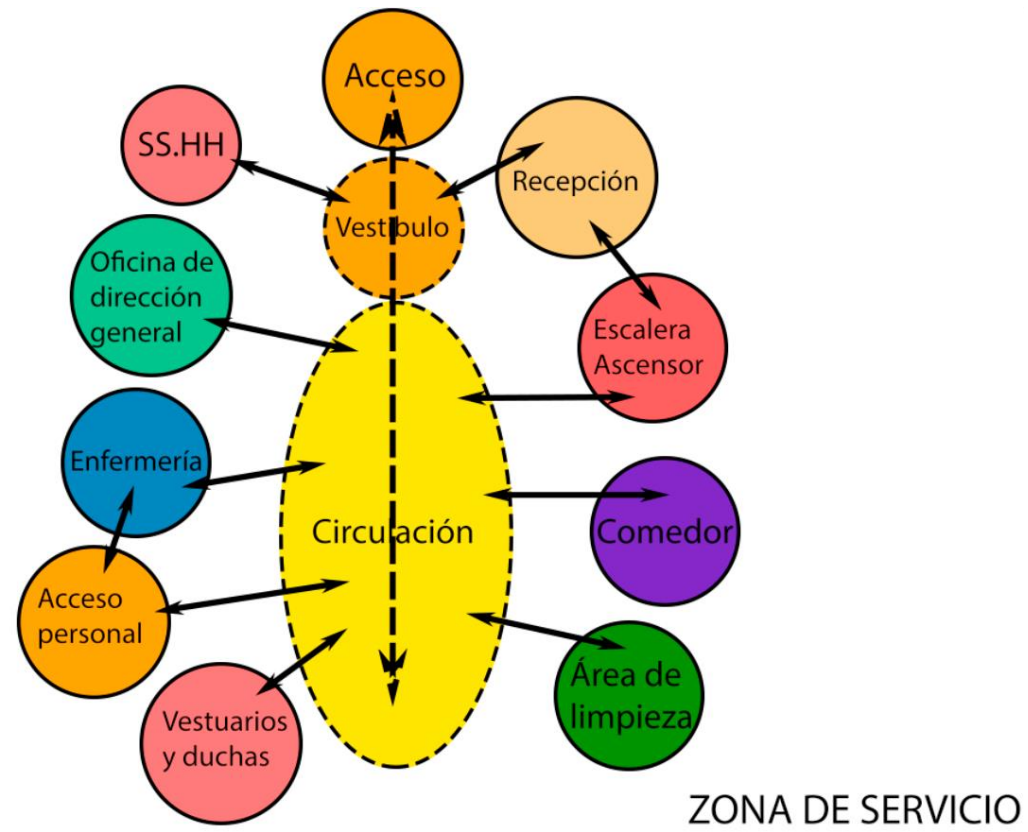 Acceso
SS.HH
Recepción
Vestíbulo
Oficina de
dirección
general
Escalera
Ascensor
Enfermería
Circulación
Comedor
Acceso
personal
Vestuarios
y duchas
Área de
limpieza
ZONA DE SERVICIO